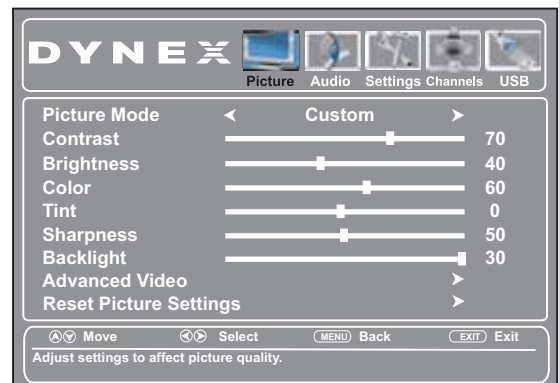 DYNEX
Picture Audio Settings Channels USB
Picture Mode Custom
Contrast 70
Brightness 40
Color 60
Tint 0
Sharpness 50
Backlight 30
Advanced Video
Reset Picture Settings
Move Select MENU Back EXIT Exit
Adjust settings to affect picture quality.